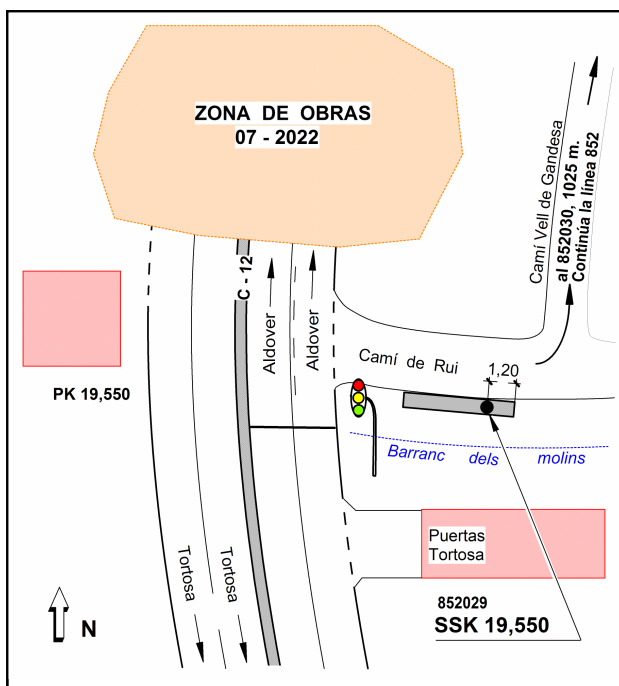 ZONA DE OBRAS
07 - 2022
Camí Vell de Gandesa
al 852030, 1025 m.
Continúa la línea 852
C - 12
Aldover
Aldover
Camí de Rui
1,20
PK 19,550
Barranc dels molins
Puertas
Tortosa
Tortosa
Tortosa
852029
SSK 19,550
N